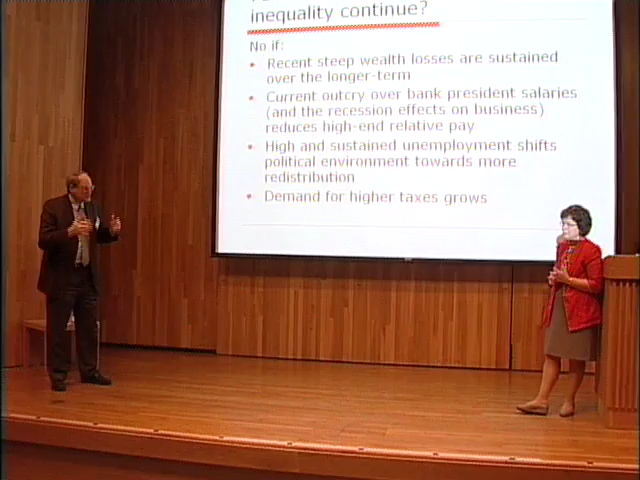 inequality continue?
No if:
• Recent steep wealth losses are sustained
over the longer-term
• Current outcry over bank president salaries
(and the recession effects on business)
reduces high-end relative pay
• High and sustained unemployment shifts
political environment towards more
redistribution
• Demand for higher taxes grows